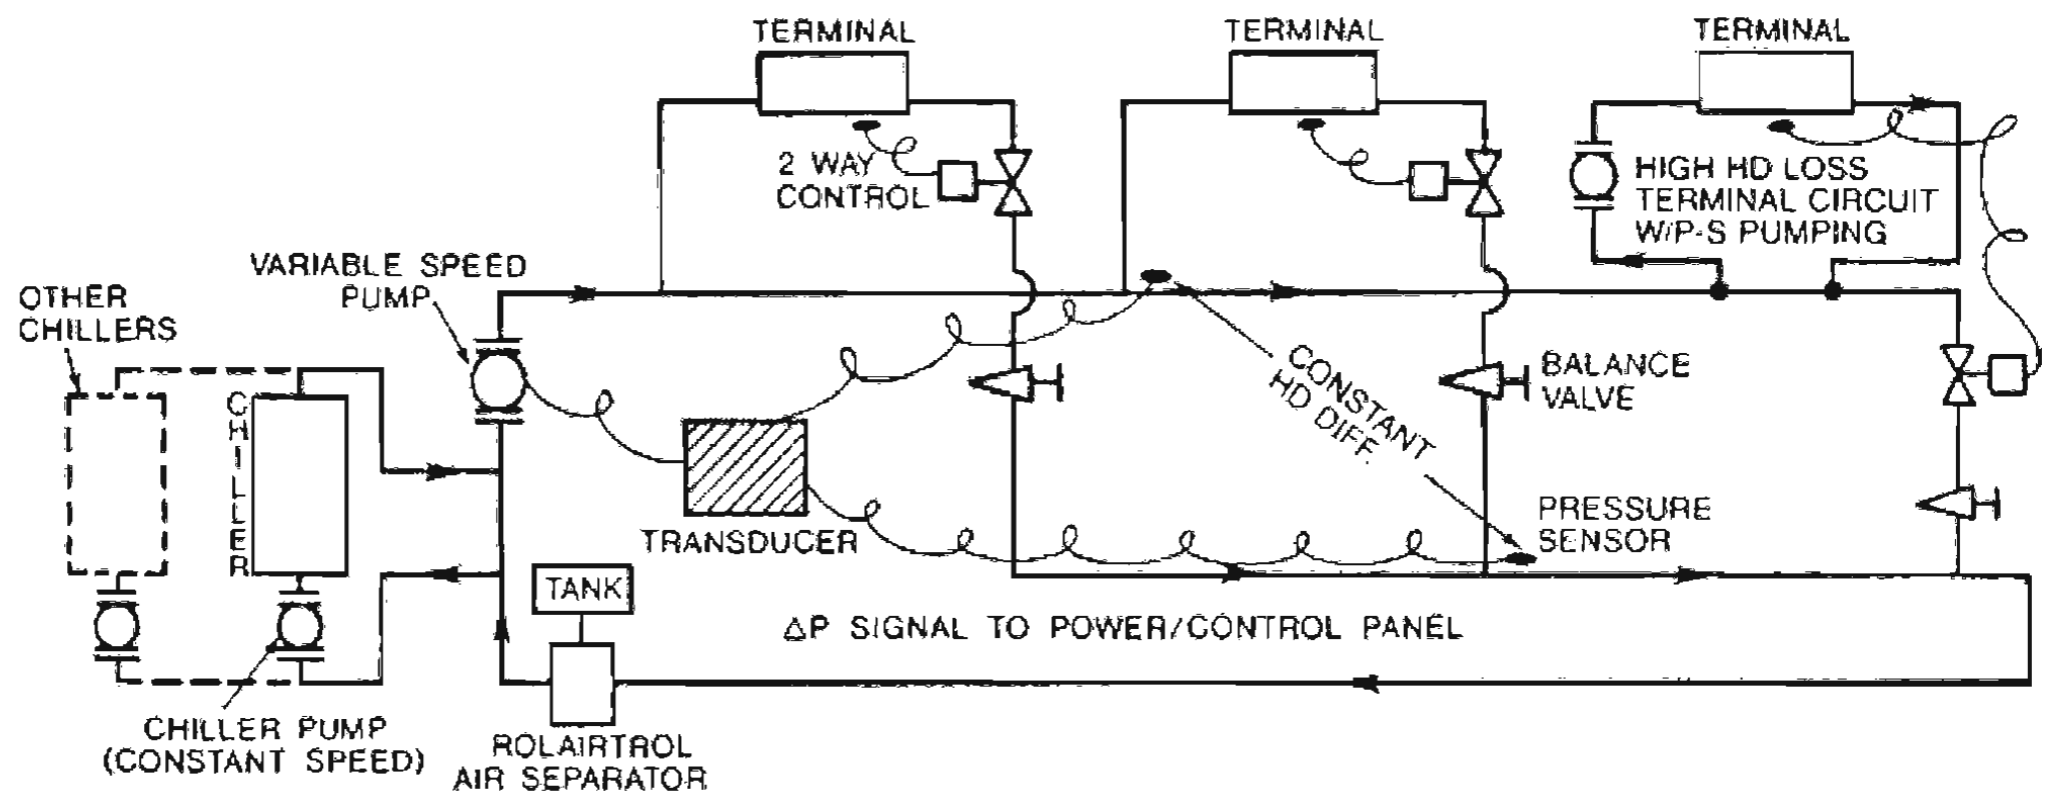 TERMINAL
TERMINAL
TERMINAL
2 WAY
CONTROL
HIGH HD LOSS
TERMINAL CIRCUIT
W/P-S PUMPING
VARIABLE SPEED
PUMP
OTHER
CHILLERS
CHILLER
CONSTANT
HD DIFF.
BALANCE
VALVE
TRANSDUCER
PRESSURE
SENSOR
TANK
ΔP SIGNAL TO POWER/CONTROL PANEL
CHILLER PUMP
(CONSTANT SPEED)
ROLAIRTROL
AIR SEPARATOR